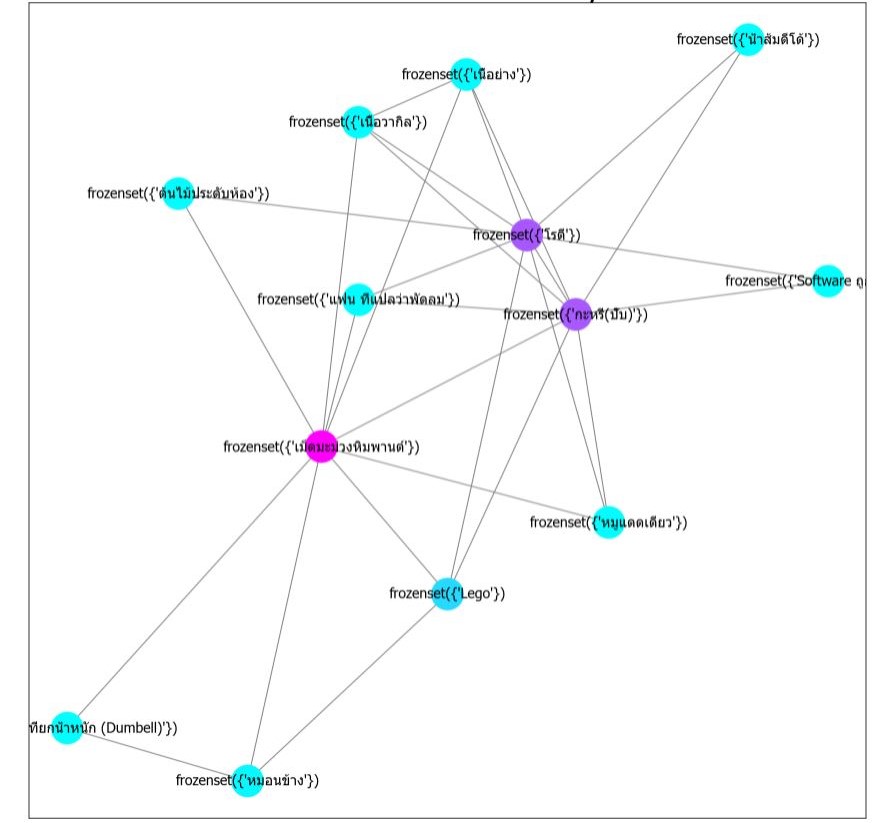 frozenset({'น้ำส้มดีโด้'})
frozenset({'เนื้อย่าง'})
frozenset({'เนื้อวากิล'})
frozenset({'ต้นไม้ประดับห้อง'})
frozenset({'โรตี'})
frozenset({'Software
frozenset({'แฟน ที่แปลว่าพัดลม'})
frozenset({'กะหรี่(ปั๊บ)'})
frozenset({'เม็ดมะม่วงหิมพานต์'})
frozenset({'หมูแดดเดียว'})
frozenset({'Lego'})
ที่ยกน้ำหนัก (Dumbell)'})
frozenset({'หมอนข้าง'})